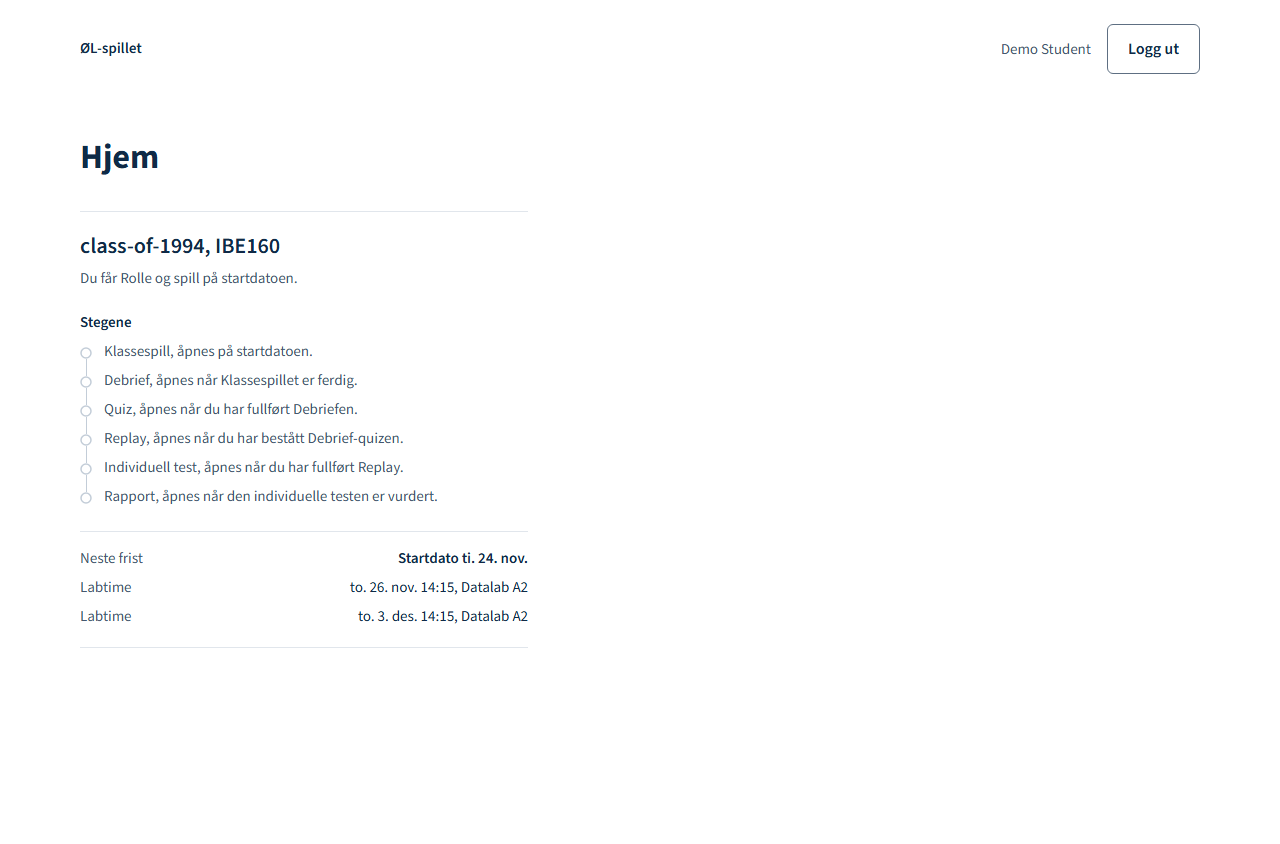 ØL-spillet
Demo Student
Logg ut
Hjem
class-of-1994, IBE160
Du får Rolle og spill på startdatoen.
Stegene
Klassespill, åpnes på startdatoen.
Debrief, åpnes når Klassespillet er ferdig.
Quiz, åpnes når du har fullført Debriefen.
Replay, åpnes når du har bestått Debrief-quizen.
Individuell test, åpnes når du har fullført Replay.
Rapport, åpnes når den individuelle testen er vurdert.
Neste frist Startdato ti. 24. nov.
Labtime to. 26. nov. 14:15, Datalab A2
Labtime to. 3. des. 14:15, Datalab A2